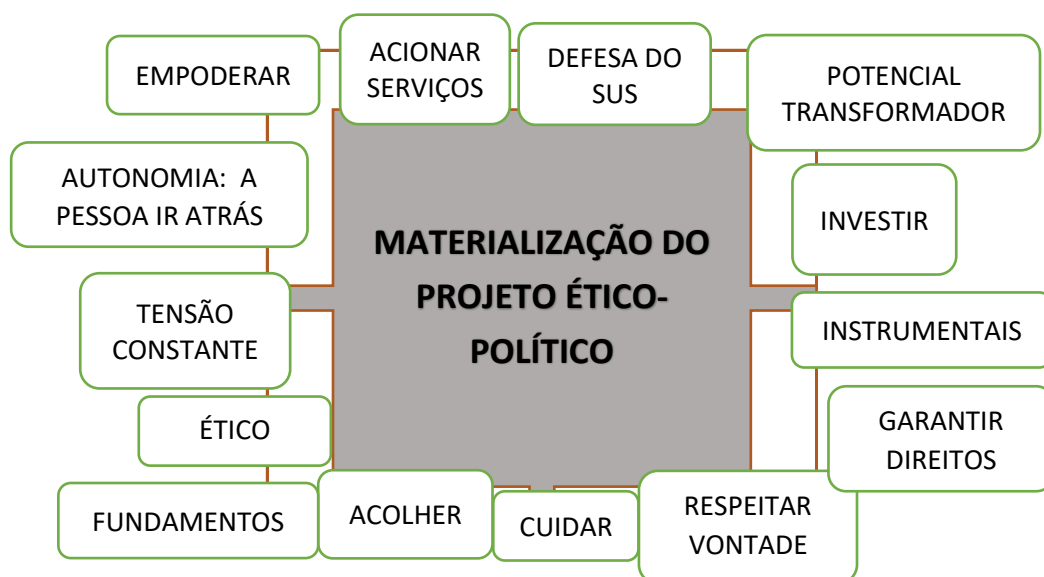 EMPODERAR
ACIONAR
SERVIÇOS
DEFESA DO
SUS
POTENCIAL
TRANSFORMADOR
AUTONOMIA:  A
PESSOA IR ATRÁS
INVESTIR
MATERIALIZAÇÃO DO
PROJETO ÉTICO-
POLÍTICO
TENSÃO
CONSTANTE
INSTRUMENTAIS
ÉTICO
GARANTIR
DIREITOS
FUNDAMENTOS
ACOLHER
CUIDAR
RESPEITAR
VONTADE